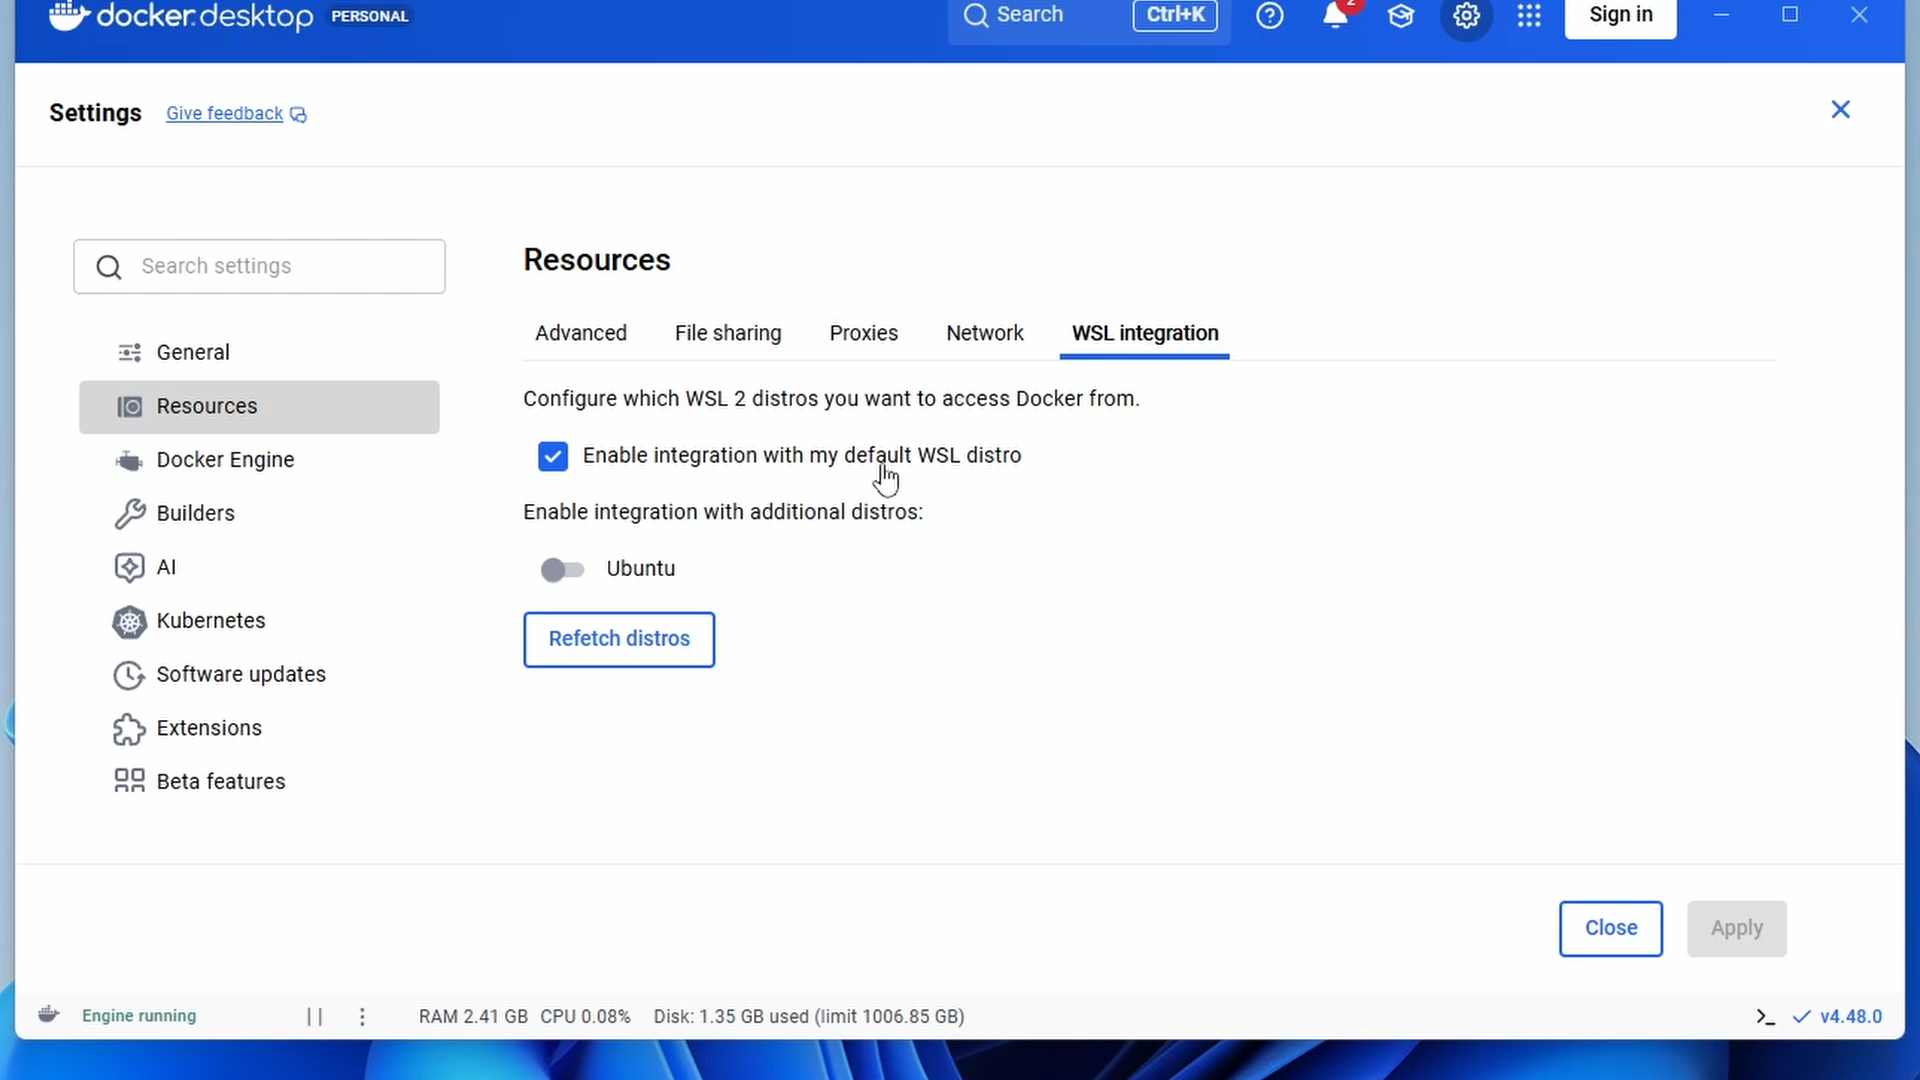 docker.desktop PERSONAL Search Ctrl+K 2 Sign in
Settings Give feedback
Search settings
General
Resources
Docker Engine
Builders
AI
Kubernetes
Software updates
Extensions
Beta features
Resources
Advanced File sharing Proxies Network WSL integration
Configure which WSL 2 distros you want to access Docker from.
Enable integration with my default WSL distro
Enable integration with additional distros:
Ubuntu
Refetch distros
Close Apply
Engine running RAM 2.41 GB CPU 0.08% Disk: 1.35 GB used (limit 1006.85 GB) v4.48.0